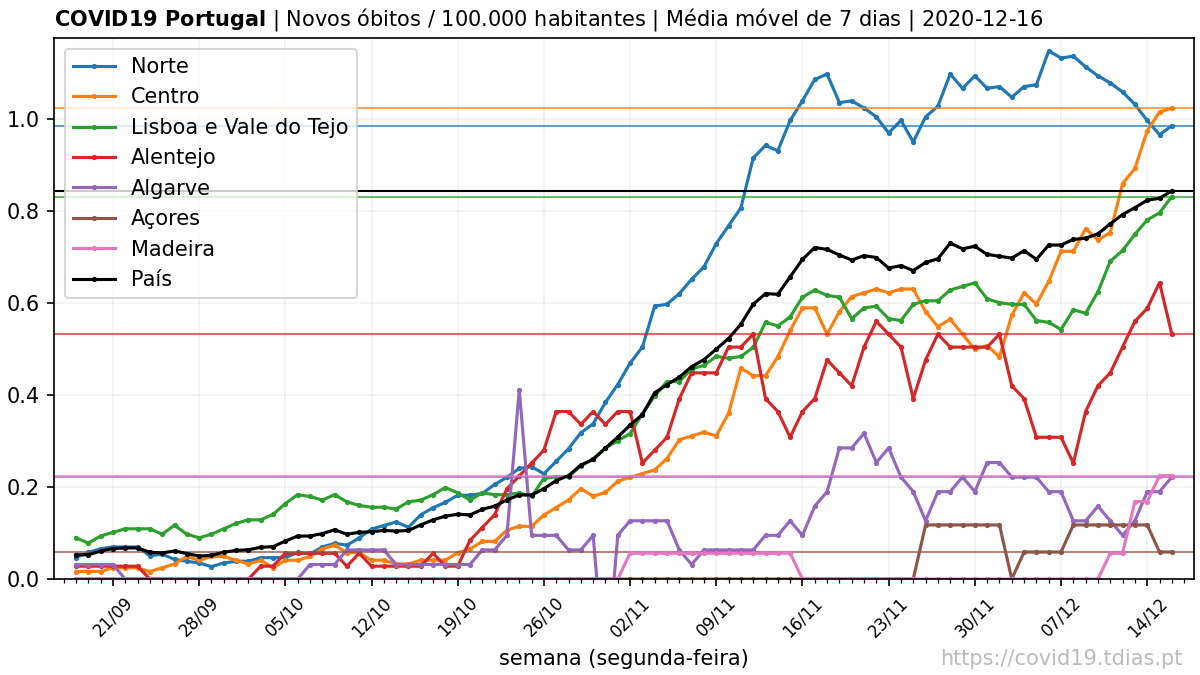 COVID19 Portugal | Novos óbitos / 100.000 habitantes | Média móvel de 7 dias | 2020-12-16
Norte
Centro
Lisboa e Vale do Tejo
Alentejo
Algarve
Açores
Madeira
País
1.0
0.8
0.6
0.4
0.2
0.0
21/09 28/09 05/10 12/10 19/10 26/10 02/11 09/11 16/11 23/11 30/11 07/12 14/12
semana (segunda-feira)
https://covid19.tdias.pt